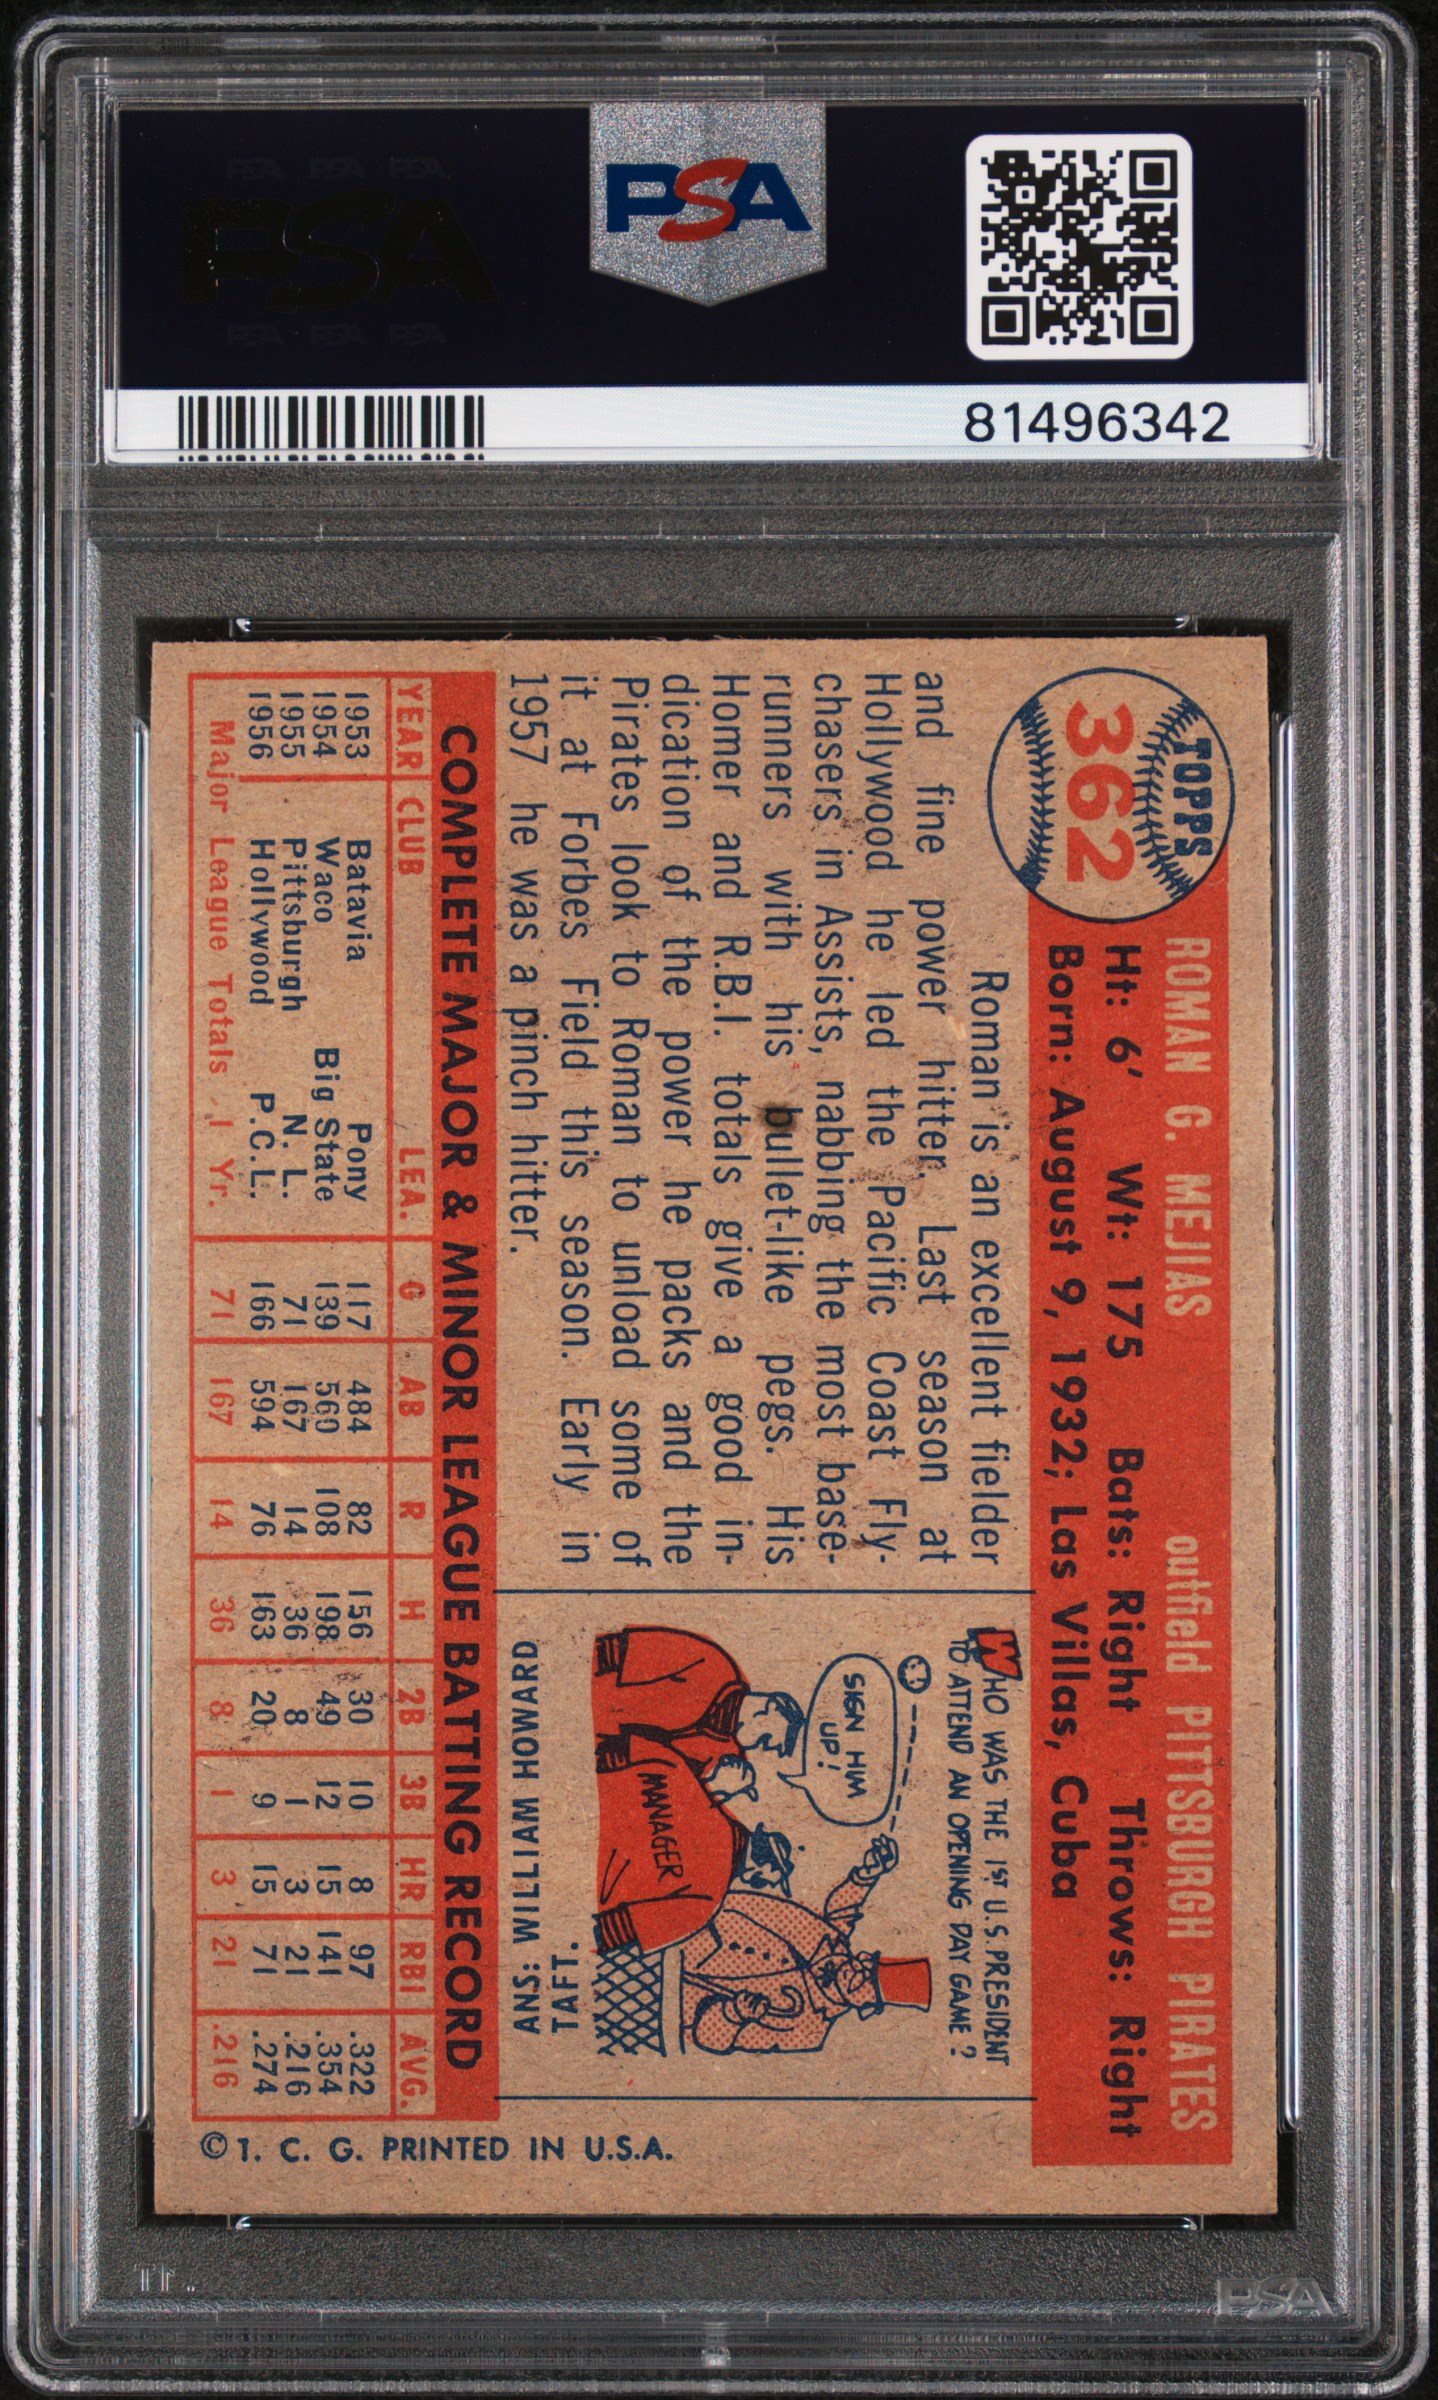 PSA PSA PSA
PSA
PSA PSA PSA
PSA
81496342
TOPPS
362
ROMAN G. MEJIAS outfield PITTSBURGH PIRATES
Ht: 6' Wt: 175 Bats: Right Throws: Right
Born: August 9, 1932; Las Villas, Cuba
Roman is an excellent fielder
and fine power hitter. Last season at
Hollywood he led the Pacific Coast Fly-
chasers in Assists, nabbing the most base-
runners with his bullet-like pegs. His
Homer and R.B.I. totals give a good in-
dication of the power he packs and the
Pirates look to Roman to unload some of
it at Forbes Field this season. Early in
1957 he was a pinch hitter.
WHO WAS THE 1ST U.S. PRESIDENT
TO ATTEND AN OPENING DAY GAME?
SIGN HIM
UP!
MANAGER
ANS: WILLIAM HOWARD
TAFT.
COMPLETE MAJOR & MINOR LEAGUE BATTING RECORD
YEAR CLUB LEA. G AB R H 2B 3B HR RBI AVG.
1953 Batavia Pony 117 484 82 156 30 10 8 97 .322
1954 Waco Big State 139 560 108 198 49 12 15 141 .354
1955 Pittsburgh N. L. 71 167 14 36 8 1 3 21 .216
1956 Hollywood P.C.L. 166 594 76 163 20 9 15 71 .274
Major League Totals 1 Yr. 71 167 14 36 8 1 3 21 .216
© T. C. G. PRINTED IN U.S.A.
PSA